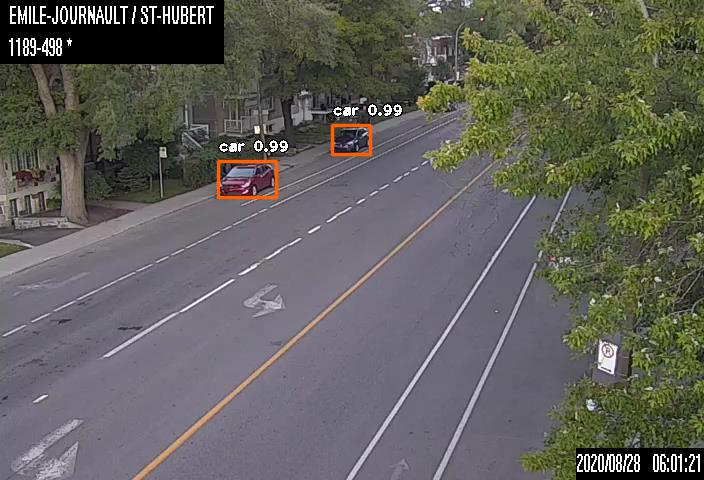 EMILE-JOURNAULT / ST-HUBERT
1189-498 *
car 0.99
car 0.99
P
2020/08/28 06:01:21